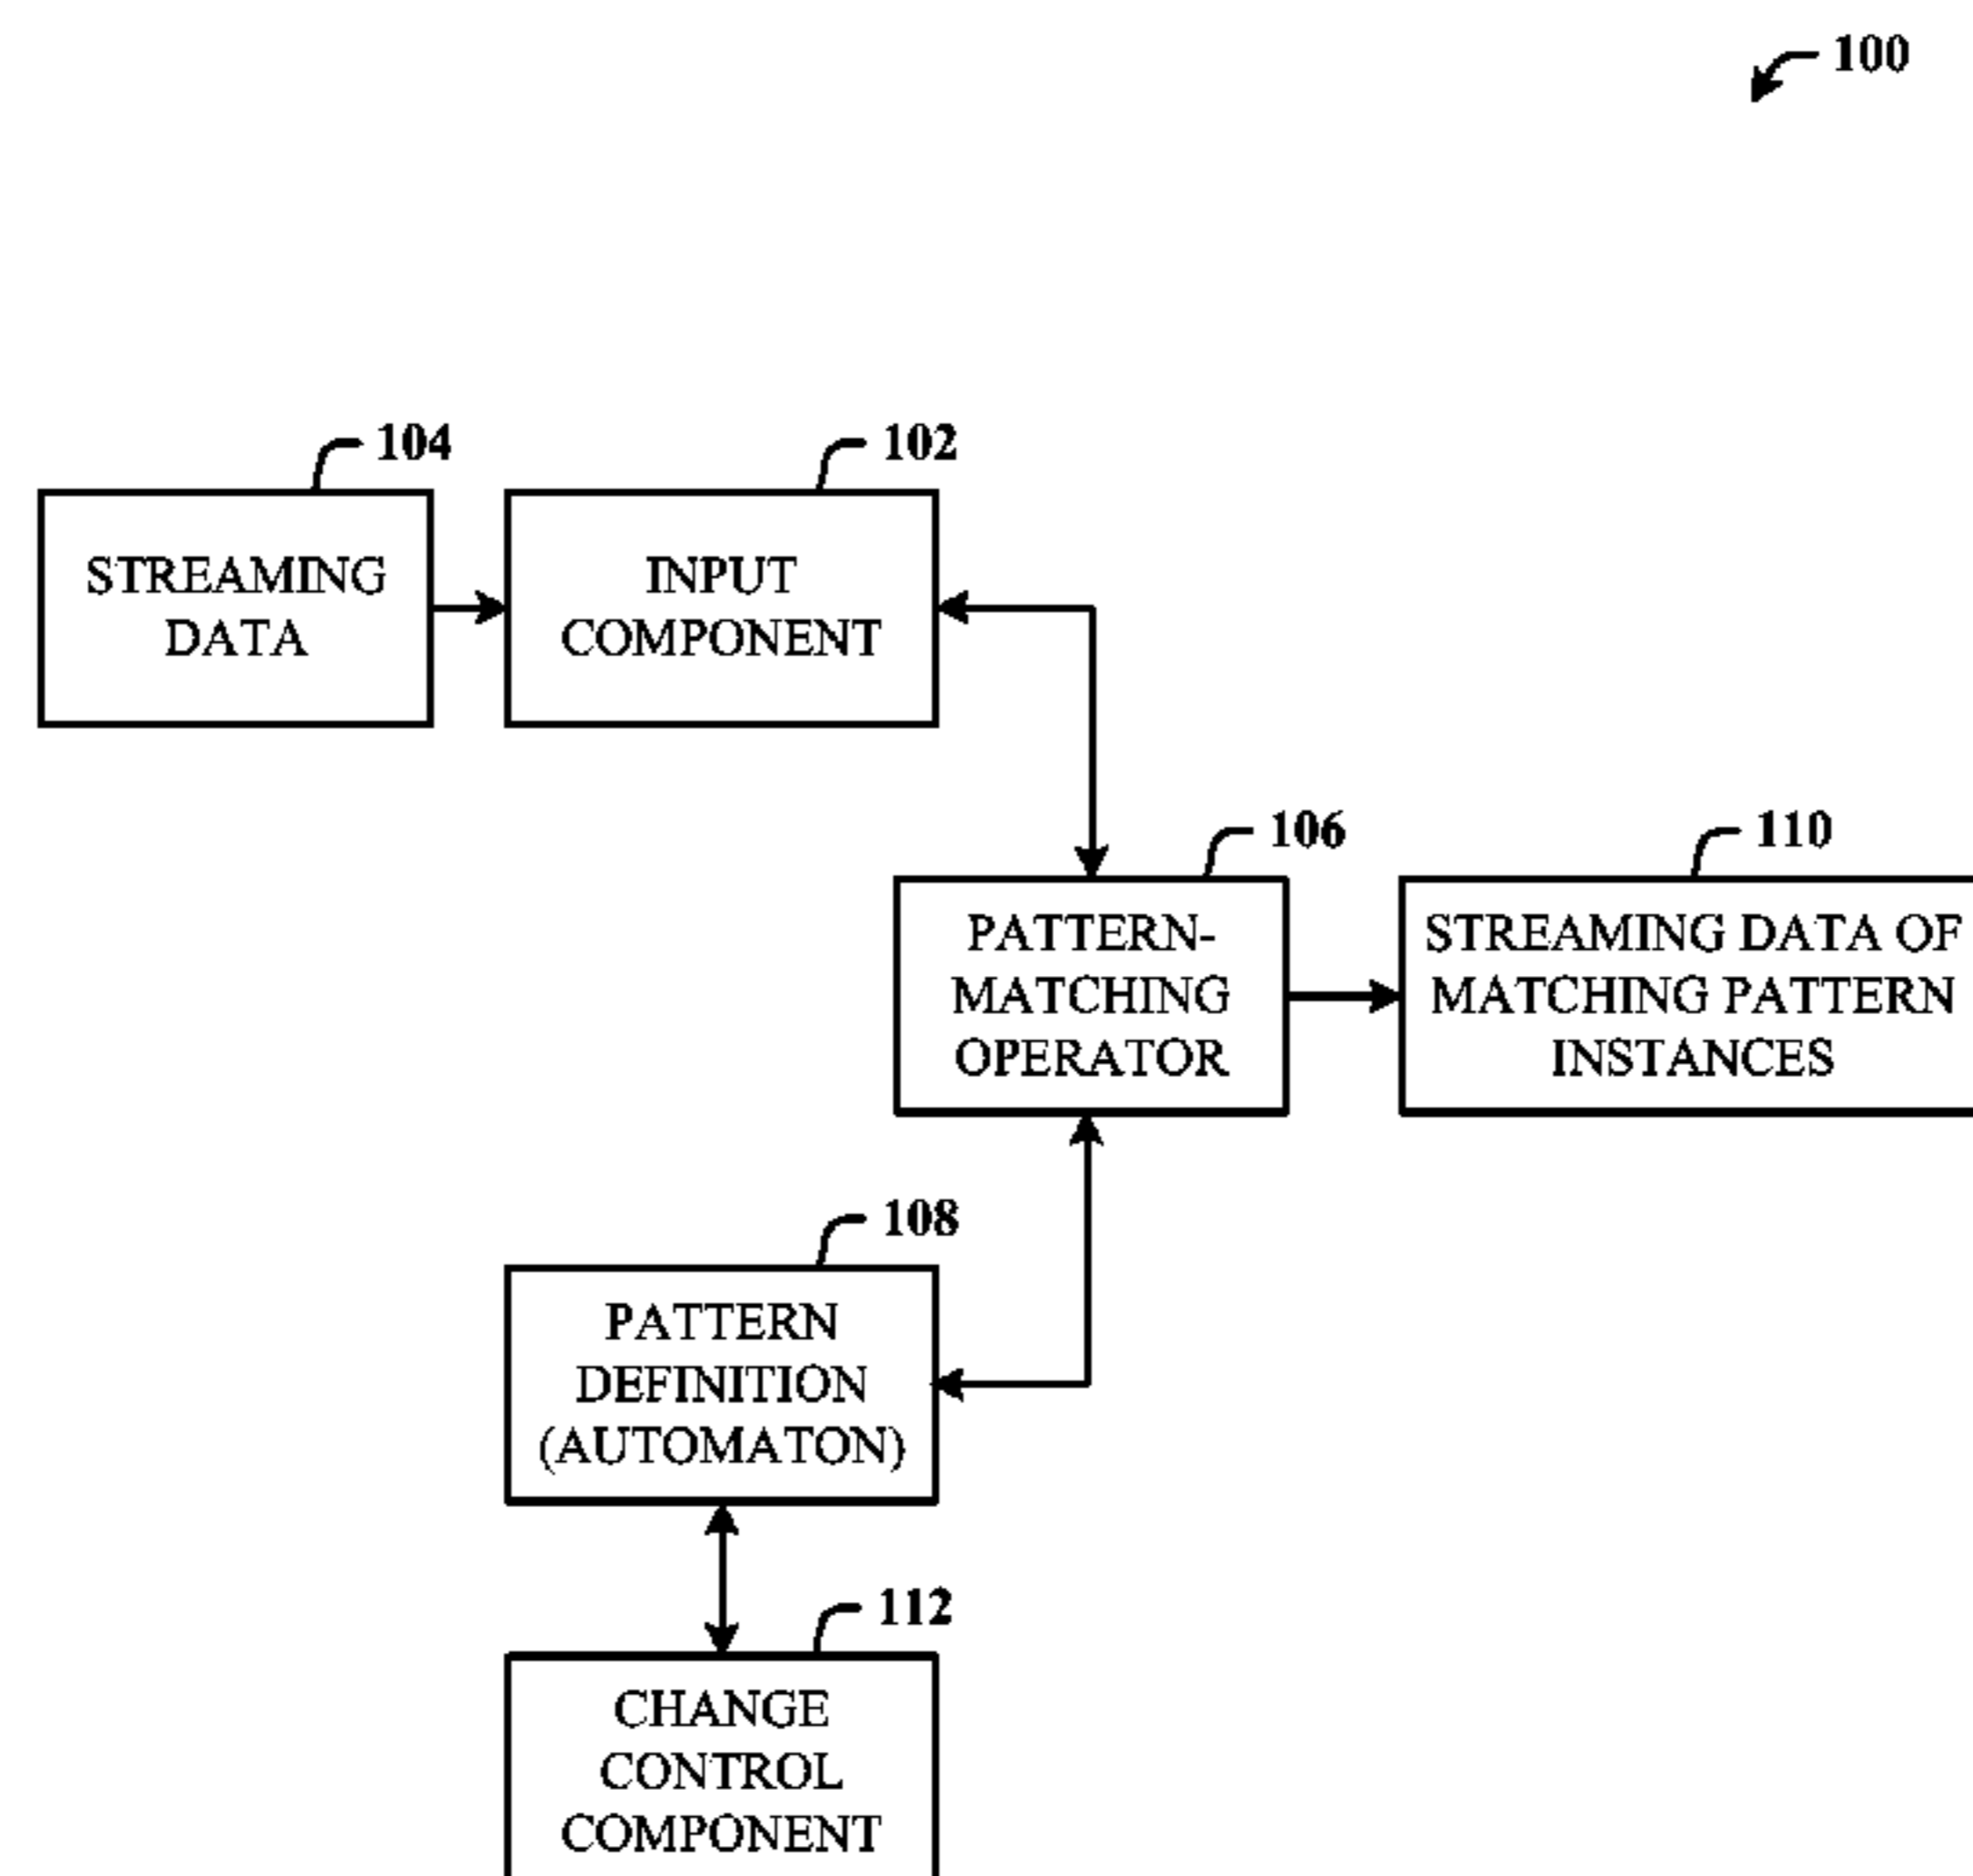 100
104
102
STREAMING
DATA
INPUT
COMPONENT
106
110
PATTERN-
MATCHING
OPERATOR
STREAMING DATA OF
MATCHING PATTERN
INSTANCES
108
PATTERN
DEFINITION
(AUTOMATON)
112
CHANGE
CONTROL
COMPONENT